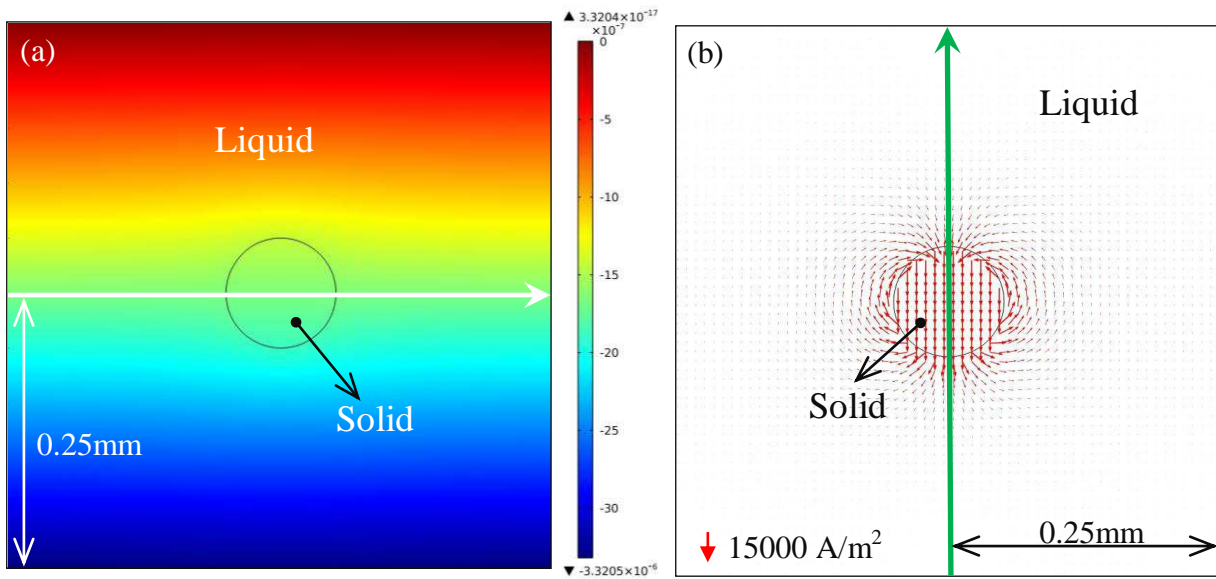 (a)
Liquid
Solid
0.25mm
▲ 3.3204×10⁻¹⁷
×10⁻⁷
0
-5
-10
-15
-20
-25
-30
▼ -3.3205×10⁻⁶
(b)
Liquid
Solid
15000 A/m²
0.25mm